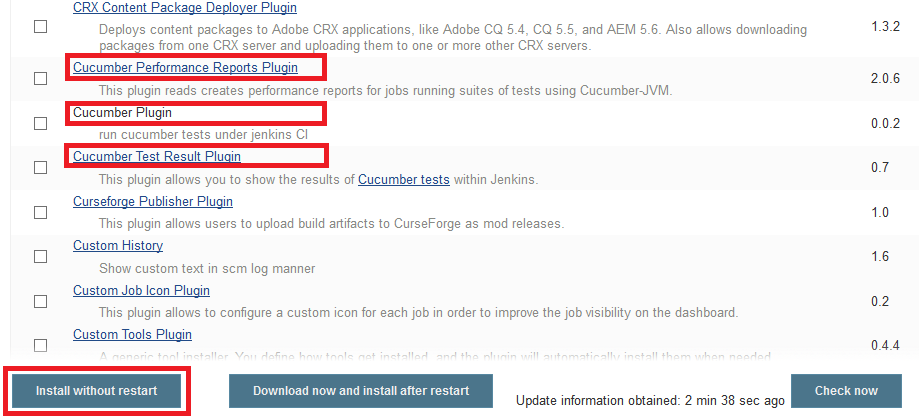 CRX Content Package Deployer Plugin
Deploys content packages to Adobe CRX applications, like Adobe CQ 5.4, CQ 5.5, and AEM 5.6. Also allows downloading
packages from one CRX server and uploading them to one or more other CRX servers.
1.3.2
Cucumber Performance Reports Plugin
This plugin reads creates performance reports for jobs running suites of tests using Cucumber-JVM.
2.0.6
Cucumber Plugin
run cucumber tests under jenkins CI
0.0.2
Cucumber Test Result Plugin
This plugin allows you to show the results of Cucumber tests within Jenkins.
0.7
Curseforge Publisher Plugin
This plugin allows users to upload build artifacts to CurseForge as mod releases.
1.0
Custom History
Show custom text in scm log manner
1.6
Custom Job Icon Plugin
This plugin allows to configure a custom icon for each job in order to improve the job visibility on the dashboard.
0.2
Custom Tools Plugin
A generic tool installer. You define how tools get installed, and the plugin will automatically install them when needed.
0.4.4
Install without restart
Download now and install after restart
Update information obtained: 2 min 38 sec ago
Check now